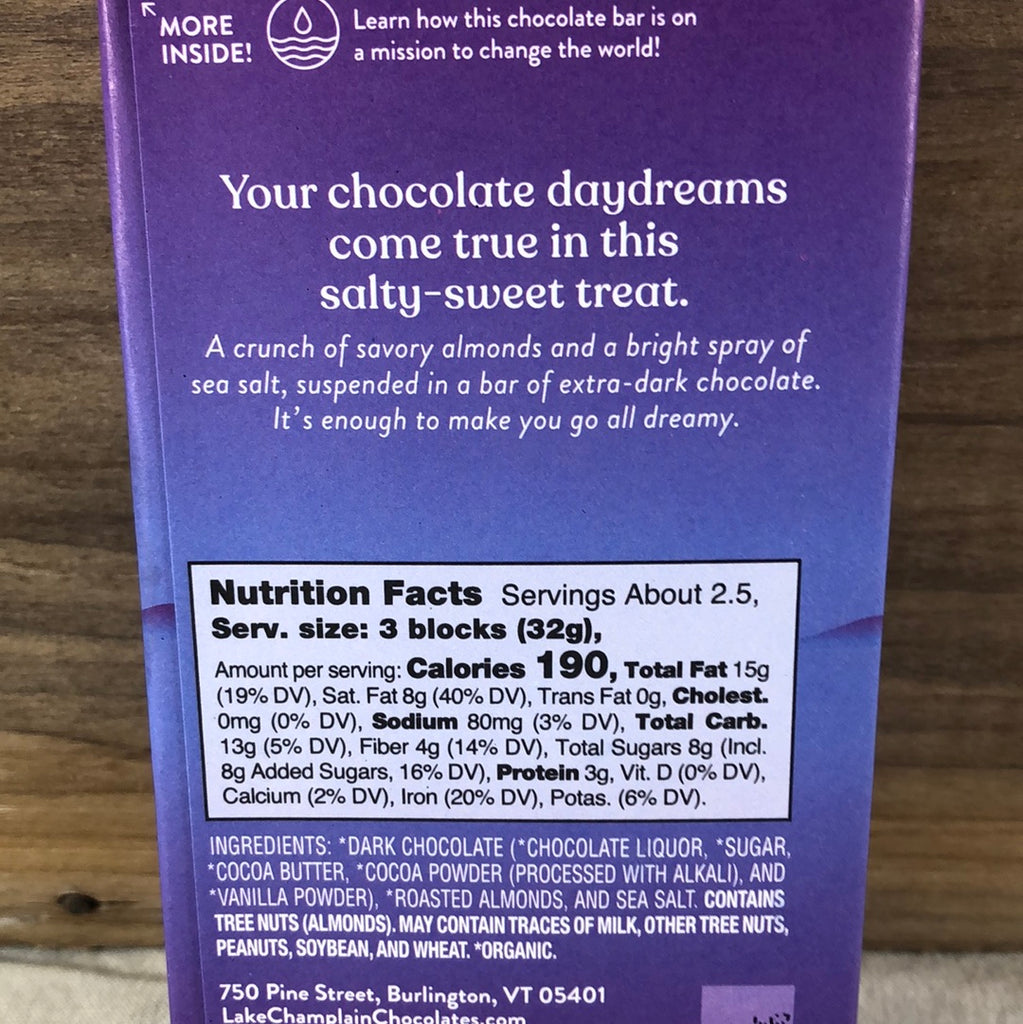 MORE
INSIDE!
Learn how this chocolate bar is on
a mission to change the world!
Your chocolate daydreams
come true in this
salty-sweet treat.
A crunch of savory almonds and a bright spray of
sea salt, suspended in a bar of extra-dark chocolate.
It's enough to make you go all dreamy.
Nutrition Facts Servings About 2.5,
Serv. size: 3 blocks (32g),
Amount per serving: Calories 190, Total Fat 15g
(19% DV), Sat. Fat 8g (40% DV), Trans Fat 0g, Cholest.
0mg (0% DV), Sodium 80mg (3% DV), Total Carb.
13g (5% DV), Fiber 4g (14% DV), Total Sugars 8g (Incl.
8g Added Sugars, 16% DV), Protein 3g, Vit. D (0% DV),
Calcium (2% DV), Iron (20% DV), Potas. (6% DV).
INGREDIENTS: *DARK CHOCOLATE (*CHOCOLATE LIQUOR, *SUGAR,
*COCOA BUTTER, *COCOA POWDER (PROCESSED WITH ALKALI), AND
*VANILLA POWDER), *ROASTED ALMONDS, AND SEA SALT. CONTAINS
TREE NUTS (ALMONDS). MAY CONTAIN TRACES OF MILK, OTHER TREE NUTS,
PEANUTS, SOYBEAN, AND WHEAT. *ORGANIC.
750 Pine Street, Burlington, VT 05401
LakeChamplainChocolates.com